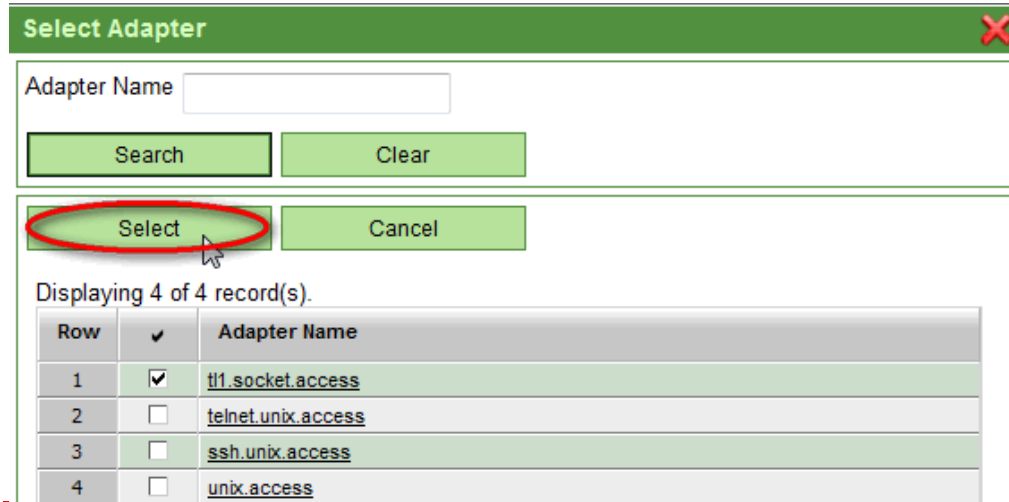 Select Adapter
Adapter Name
Search Clear
Select Cancel
Displaying 4 of 4 record(s).
Row Adapter Name
1 tl1.socket.access
2 telnet.unix.access
3 ssh.unix.access
4 unix.access